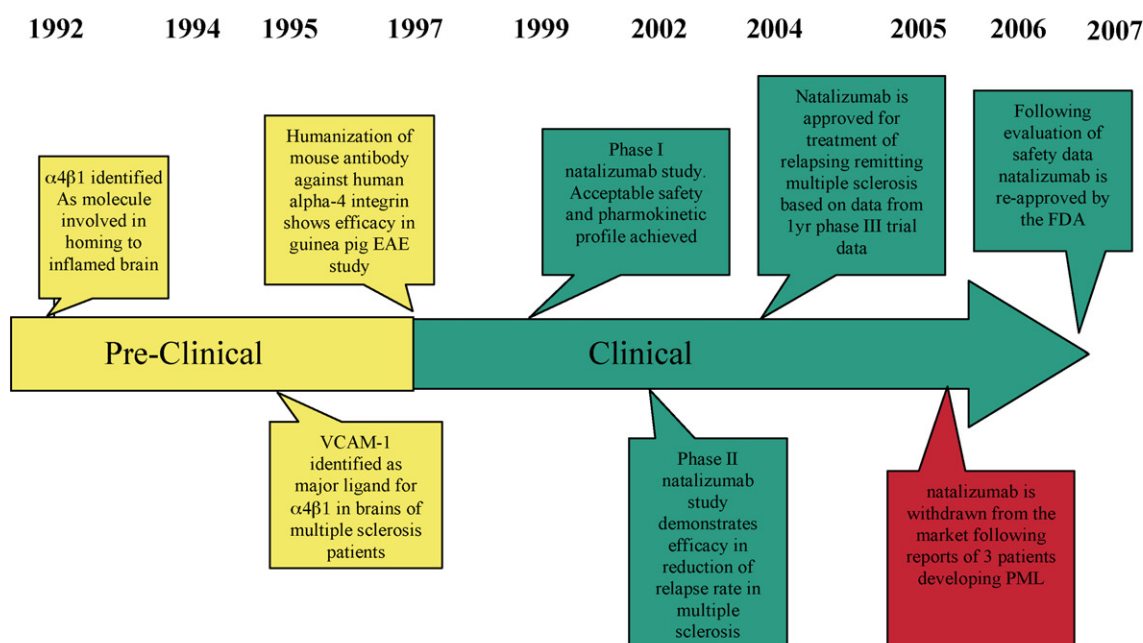 1992 1994 1995 1997 1999 2002 2004 2005 2006 2007
α4β1 identified
As molecule
involved in
homing to
inflamed brain
Humanization of
mouse antibody
against human
alpha-4 integrin
shows efficacy in
guinea pig EAE
study
Phase I
natalizumab study.
Acceptable safety
and pharmokinetic
profile achieved
Natalizumab is
approved for
treatment of
relapsing remitting
multiple sclerosis
based on data from
1yr phase III trial
data
Following
evaluation of
safety data
natalizumab is
re-approved by
the FDA
Pre-Clinical
Clinical
VCAM-1
identified as
major ligand for
α4β1 in brains of
multiple sclerosis
patients
Phase II
natalizumab
study
demonstrates
efficacy in
reduction of
relapse rate in
multiple
sclerosis
natalizumab is
withdrawn from the
market following
reports of 3 patients
developing PML